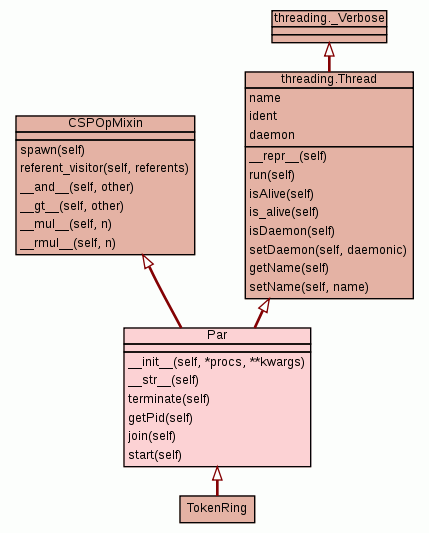 threading._Verbose
threading.Thread
name
ident
daemon
__repr__(self)
run(self)
isAlive(self)
is_alive(self)
isDaemon(self)
setDaemon(self, daemonic)
getName(self)
setName(self, name)
CSPOpMixin
spawn(self)
referent_visitor(self, referents)
__and__(self, other)
__gt__(self, other)
__mul__(self, n)
__rmul__(self, n)
Par
__init__(self, *procs, **kwargs)
__str__(self)
terminate(self)
getPid(self)
join(self)
start(self)
TokenRing